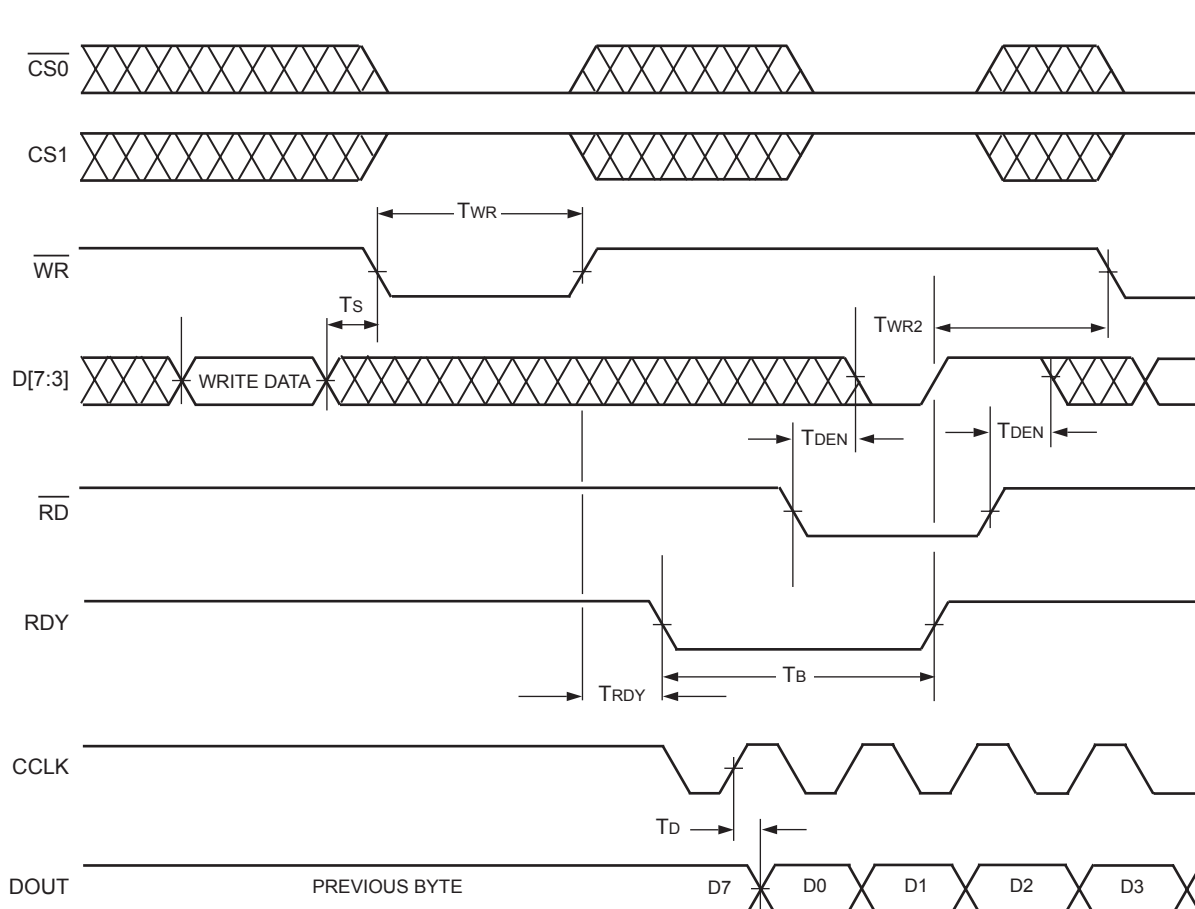 CS0
CS1
TWR
WR
TS
TWR2
D[7:3]
WRITE DATA
TDEN
TDEN
RD
RDY
TB
TRDY
CCLK
TD
DOUT
PREVIOUS BYTE
D7
D0
D1
D2
D3